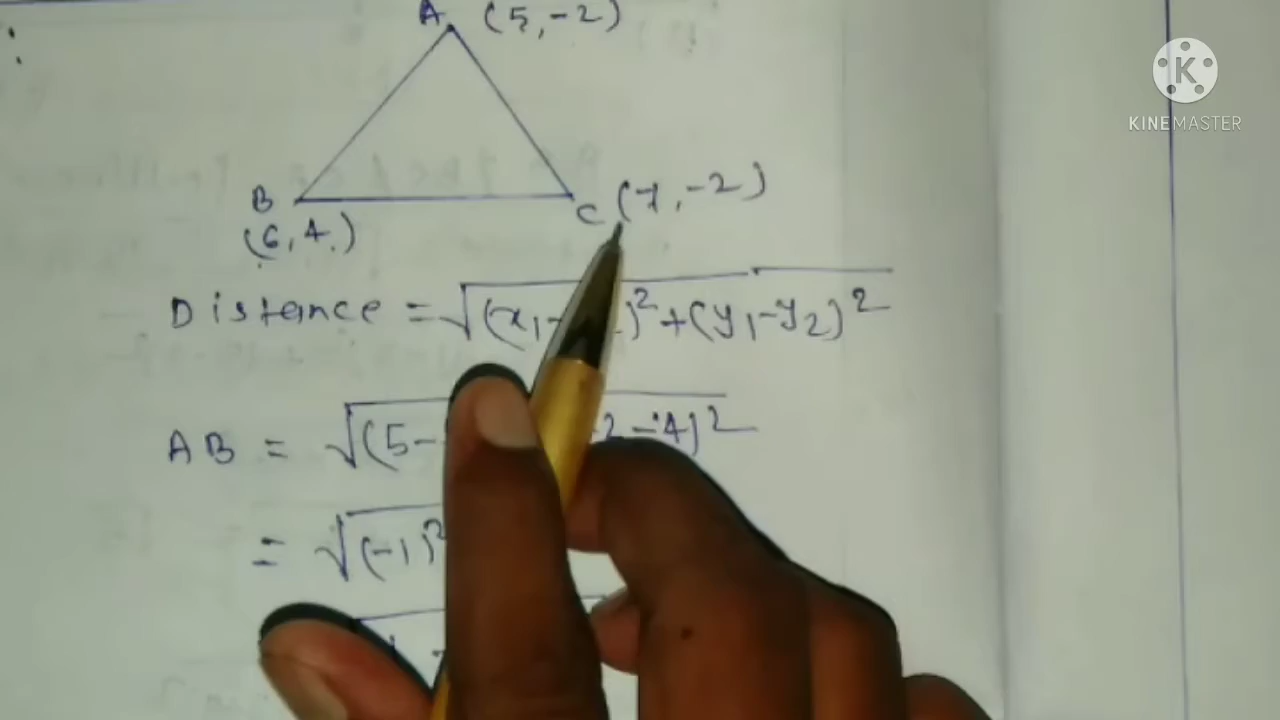 A (5,-2)
K
KINEMASTER
B
C (7,-2)
(6,4)
Distance = √(x1- )²+(y1-y2)²
AB = √(5- -2-4)²
= √(-1)²